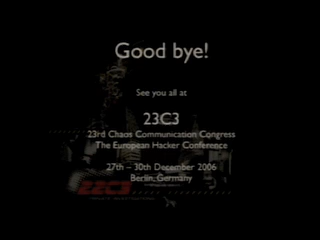 Good bye!
See you all at
23C3
23rd Chaos Communication Congress
The European Hacker Conference
27th – 30th December 2006
Berlin, Germany
22C3